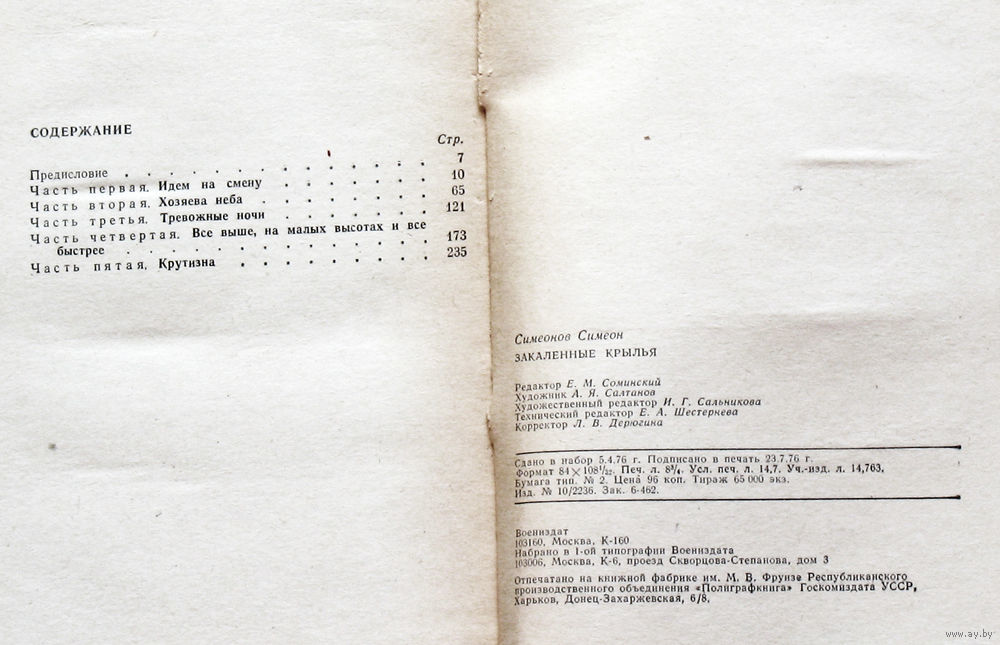 СОДЕРЖАНИЕ
Стр.
Предисловие . . . . . . . . . . . . 7
Часть первая. Идем на смену . . . . . . . 10
Часть вторая. Хозяева неба . . . . . . . 65
Часть третья. Тревожные ночи . . . . . . 121
Часть четвертая. Все выше, на малых высотах и все
быстрее . . . . . . . . . . . . 173
Часть пятая. Крутизна . . . . . . . . . 235
Симеонов Симеон
ЗАКАЛЕННЫЕ КРЫЛЬЯ
Редактор Е. М. Соминский
Художник А. Я. Салтанов
Художественный редактор И. Г. Сальникова
Технический редактор Е. А. Шестернева
Корректор Л. В. Дерюгина
Сдано в набор 5.4.76 г. Подписано в печать 23.7.76 г.
Формат 84×108¹/₃₂. Печ. л. 8³/₄. Усл. печ. л. 14,7. Уч.-изд. л. 14,763.
Бумага тип. № 2. Цена 96 коп. Тираж 65 000 экз.
Изд. № 10/2236. Зак. 6-462.
Воениздат
103160, Москва, К-160
Набрано в 1-ой типографии Воениздата
103006, Москва, К-6, проезд Скворцова-Степанова, дом 3
Отпечатано на книжной фабрике им. М. В. Фрунзе Республиканского
производственного объединения «Полиграфкнига» Госкомиздата УССР,
Харьков, Донец-Захаржевская, 6/8.
www.ay.by